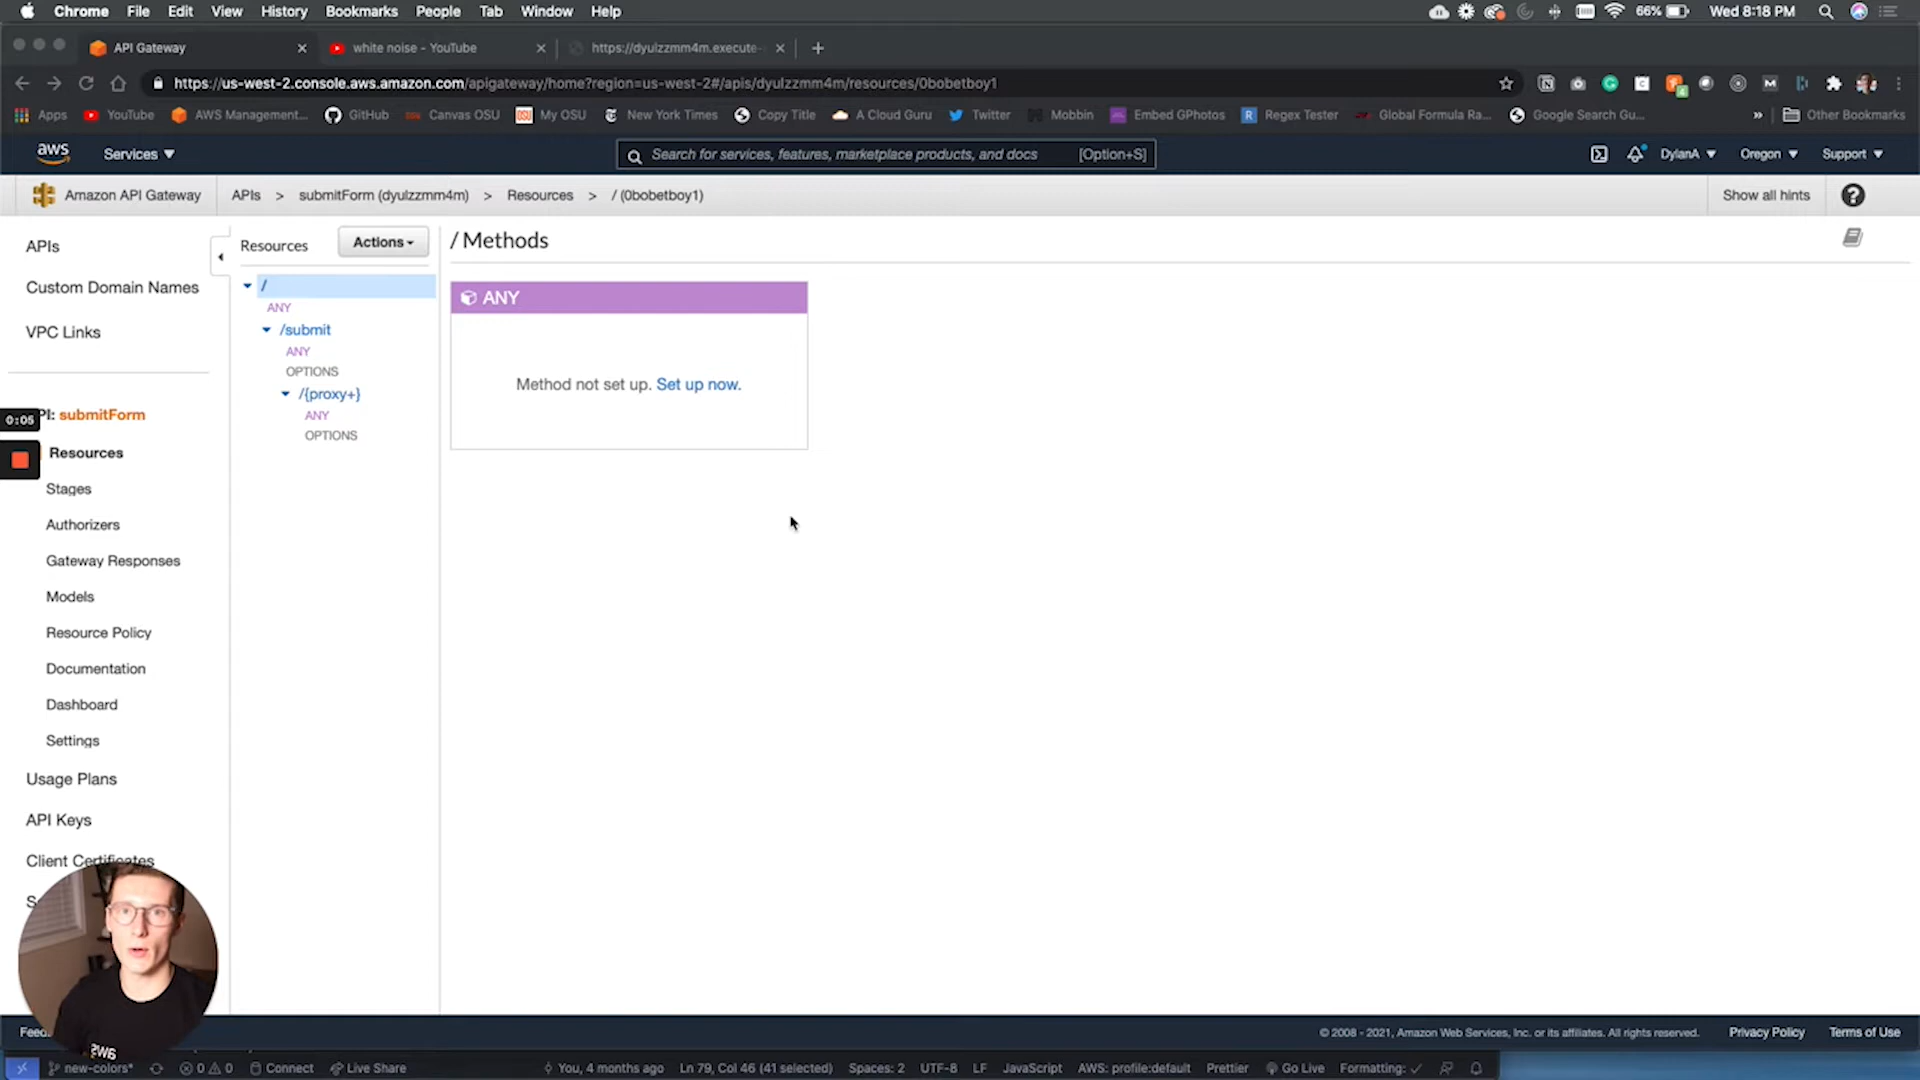 Chrome File Edit View History Bookmarks People Tab Window Help 66% Wed 8:18 PM
API Gateway white noise - YouTube https://dyulzzmm4m.execute-
https://us-west-2.console.aws.amazon.com/apigateway/home?region=us-west-2#/apis/dyulzzmm4m/resources/0bobetboy1
Apps YouTube AWS Management... GitHub Canvas OSU My OSU New York Times Copy Title A Cloud Guru Twitter Mobbin Embed GPhotos Regex Tester Global Formula Ra... Google Search Gu... » Other Bookmarks
aws Services Search for services, features, marketplace products, and docs [Option+S] DylanA Oregon Support
Amazon API Gateway APIs > submitForm (dyulzzmm4m) > Resources > / (0bobetboy1) Show all hints ?
APIs
Custom Domain Names
VPC Links
PI: submitForm
0:05
Resources
Stages
Authorizers
Gateway Responses
Models
Resource Policy
Documentation
Dashboard
Settings
Usage Plans
API Keys
Client Certificates
S
Resources Actions
/
ANY
/submit
ANY
OPTIONS
/{proxy+}
ANY
OPTIONS
/ Methods
ANY
Method not set up. Set up now.
aws
Feed © 2008 - 2021, Amazon Web Services, Inc. or its affiliates. All rights reserved. Privacy Policy Terms of Use
new-colors* 0 0 Connect Live Share You, 4 months ago Ln 79, Col 46 (41 selected) Spaces: 2 UTF-8 LF JavaScript AWS: profile:default Prettier Go Live Formatting: ✓